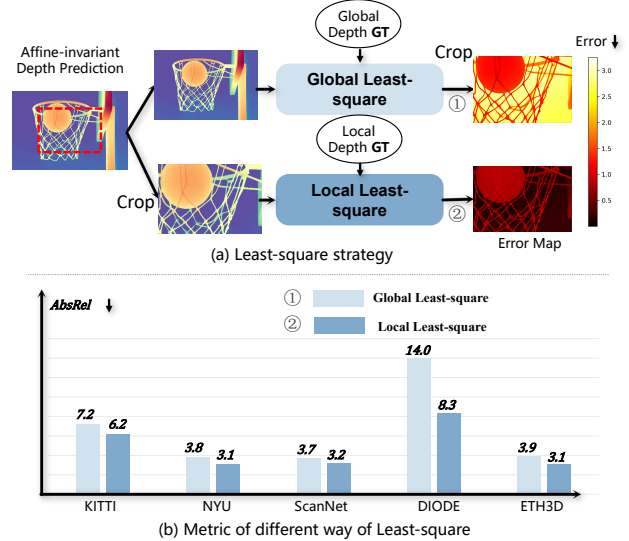 Affine-invariant
Depth Prediction
Global
Depth GT
Crop
Error ↓
Global Least-
square
①
3.0
2.5
2.0
1.5
1.0
0.5
Local
Depth GT
Crop
Local Least-
square
②
Error Map
(a) Least-square strategy
AbsRel ↓
① Global Least-square
② Local Least-square
7.2
6.2
3.8
3.1
3.7
3.2
14.0
8.3
3.9
3.1
KITTI
NYU
ScanNet
DIODE
ETH3D
(b) Metric of different way of Least-square